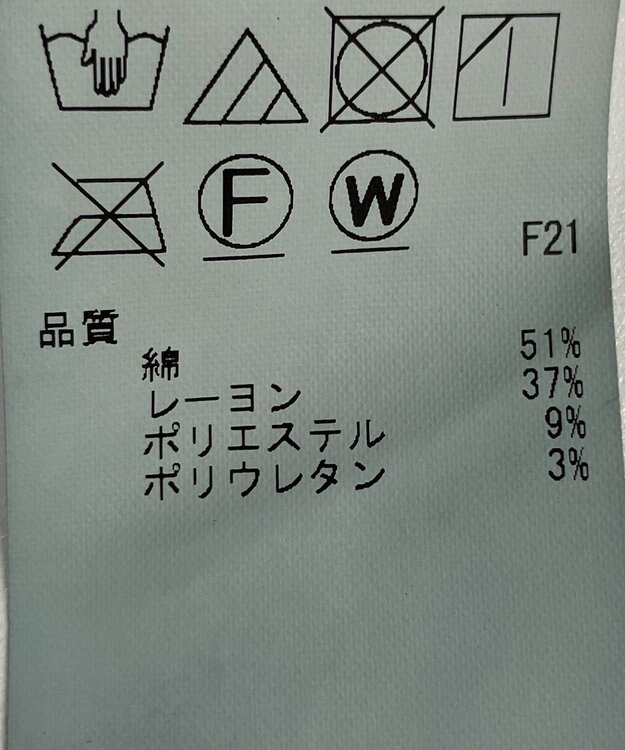 F W
F21
品質
綿 51%
レーヨン 37%
ポリエステル 9%
ポリウレタン 3%